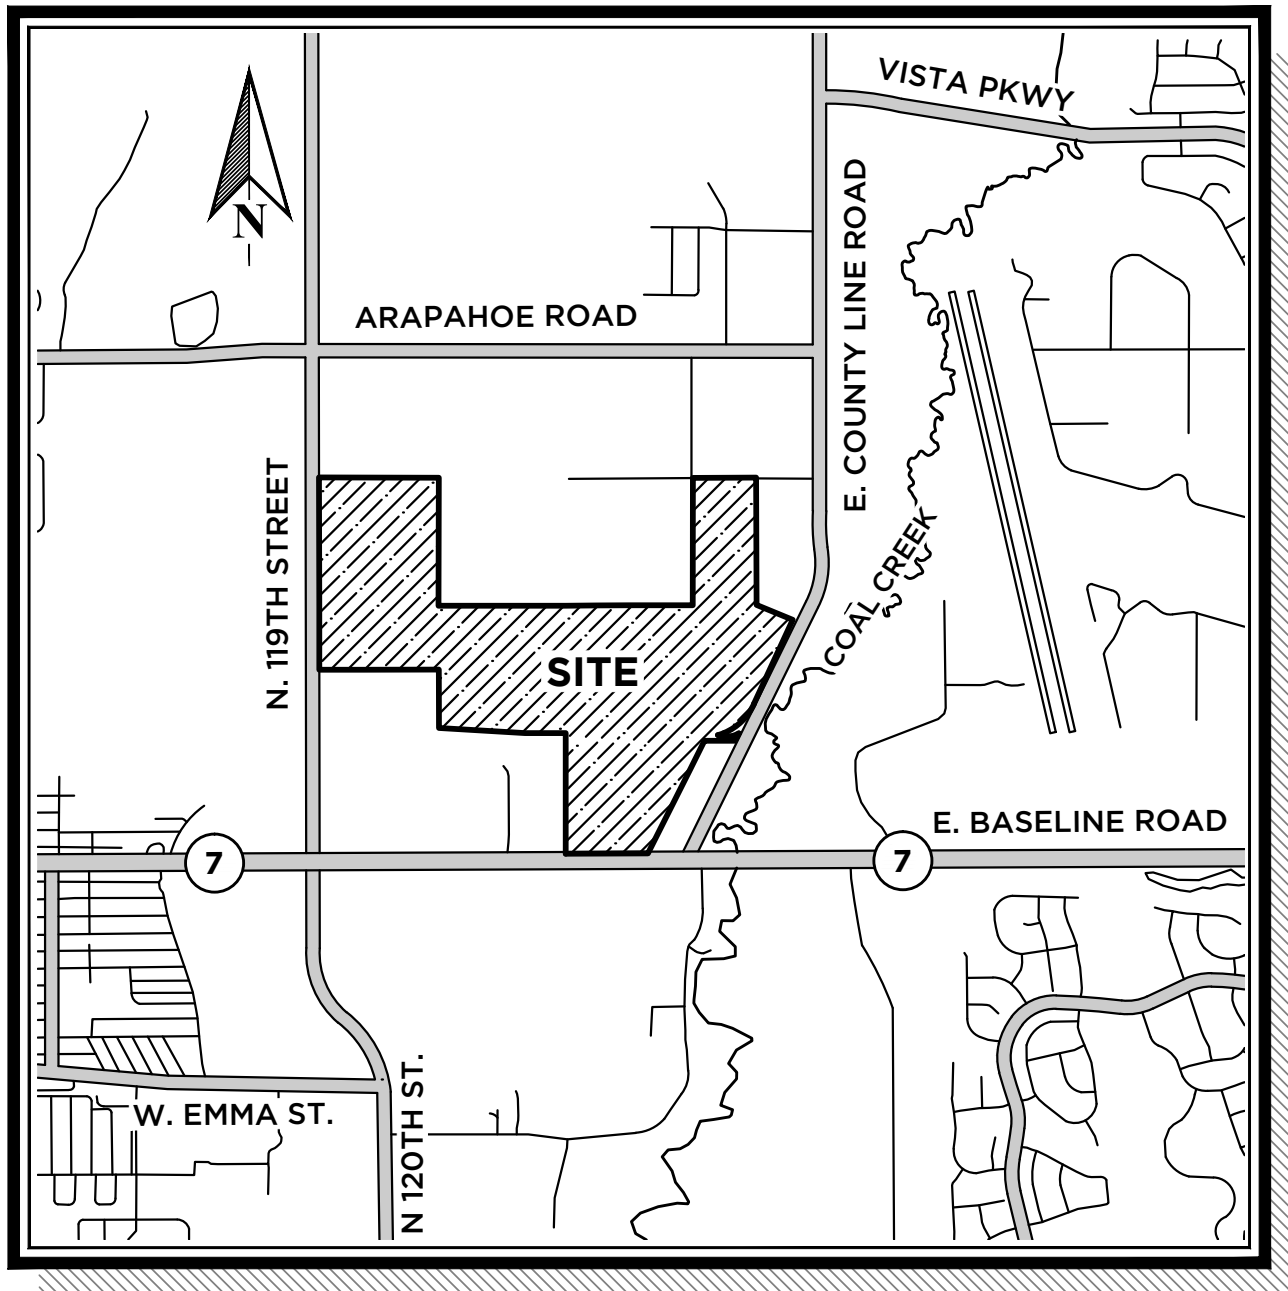 VISTA PKWY
N
E. COUNTY LINE ROAD
ARAPAHOE ROAD
N. 119TH STREET
COAL CREEK
SITE
E. BASELINE ROAD
7
7
W. EMMA ST.
N 120TH ST.